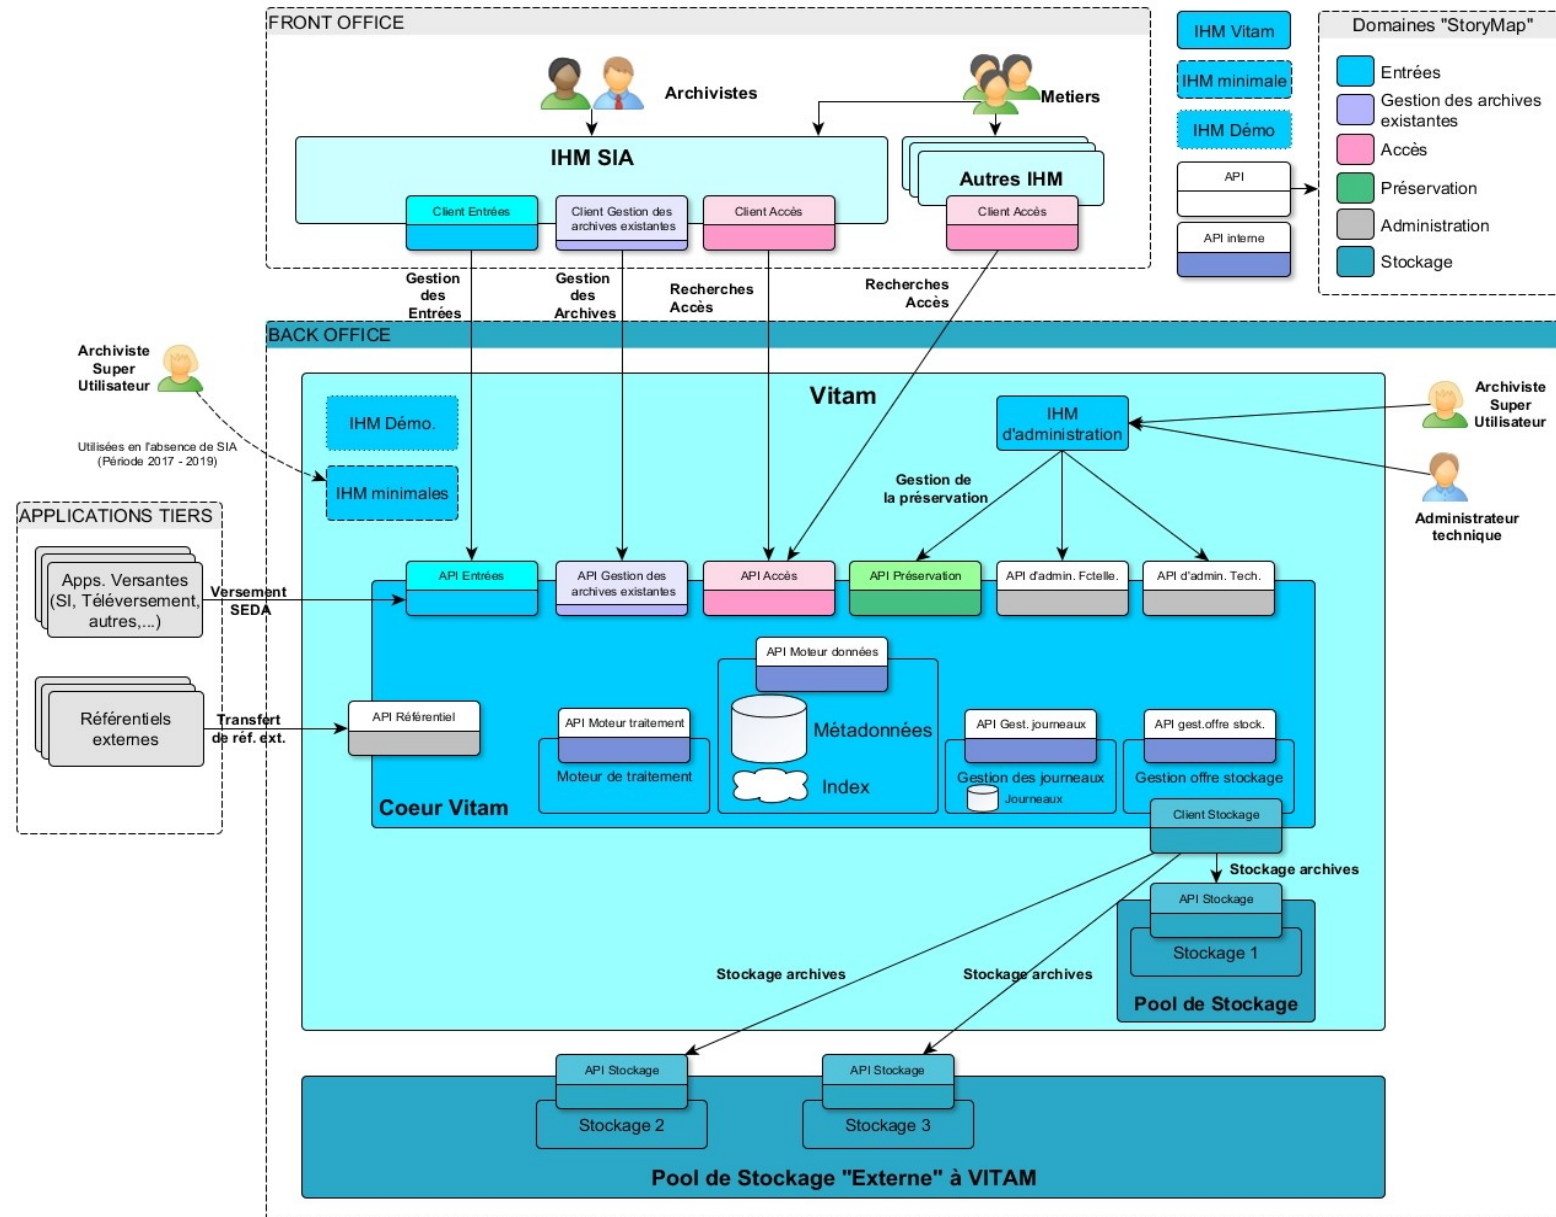 FRONT OFFICE
Archivistes
Metiers
IHM SIA
Autres IHM
Client Entrées
Client Gestion des
archives existantes
Client Accès
Client Accès
IHM Vitam
IHM minimale
IHM Démo
API
API interne
Domaines "StoryMap"
Entrées
Gestion des archives
existantes
Accès
Préservation
Administration
Stockage
Gestion
des
Entrées
Gestion
des
Archives
Recherches
Accès
Recherches
Accès
BACK OFFICE
Archiviste
Super
Utilisateur
Utilisées en l'absence de SIA
(Période 2017 - 2019)
Vitam
IHM Démo.
IHM minimales
IHM
d'administration
Archiviste
Super
Utilisateur
Administrateur
technique
Gestion de
la préservation
APPLICATIONS TIERS
Apps. Versantes
(SI, Téléversement,
autres,...)
Versement
SEDA
Référentiels
externes
Transfert
de réf. ext.
API Entrées
API Gestion des
archives existantes
API Accès
API Préservation
API d'admin. Fctelle.
API d'admin. Tech.
API Référentiel
API Moteur traitement
Moteur de traitement
API Moteur données
Métadonnées
Index
API Gest. journeaux
Gestion des journeaux
Journeaux
API gest.offre stock.
Gestion offre stockage
Coeur Vitam
Client Stockage
Stockage archives
API Stockage
Stockage 1
Pool de Stockage
Stockage archives
Stockage archives
API Stockage
Stockage 2
API Stockage
Stockage 3
Pool de Stockage "Externe" à VITAM